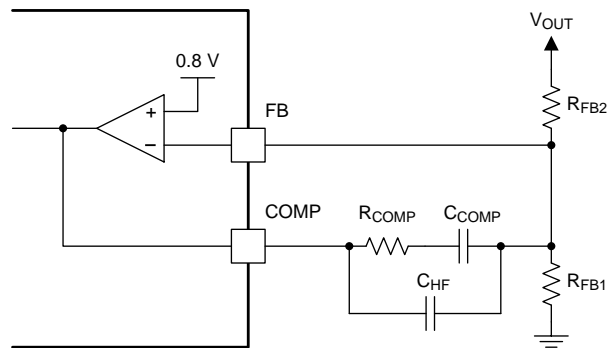 VOUT
0.8 V
FB
RFB2
+
−
COMP
RCOMP
CCOMP
CHF
RFB1